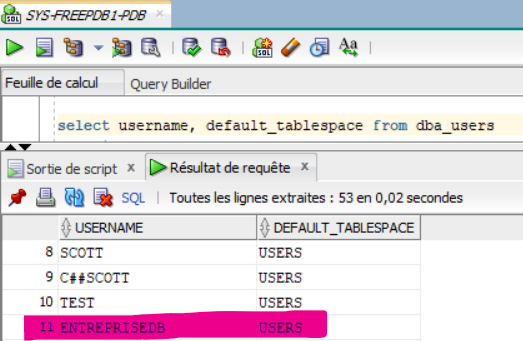 SYS-FREEPDB1-PDB
Feuille de calcul Query Builder
select username, default_tablespace from dba_users
Sortie de script x Résultat de requête x
SQL | Toutes les lignes extraites : 53 en 0,02 secondes
USERNAME DEFAULT_TABLESPACE
8 SCOTT USERS
9 C##SCOTT USERS
10 TEST USERS
11 ENTREPRISEDB USERS